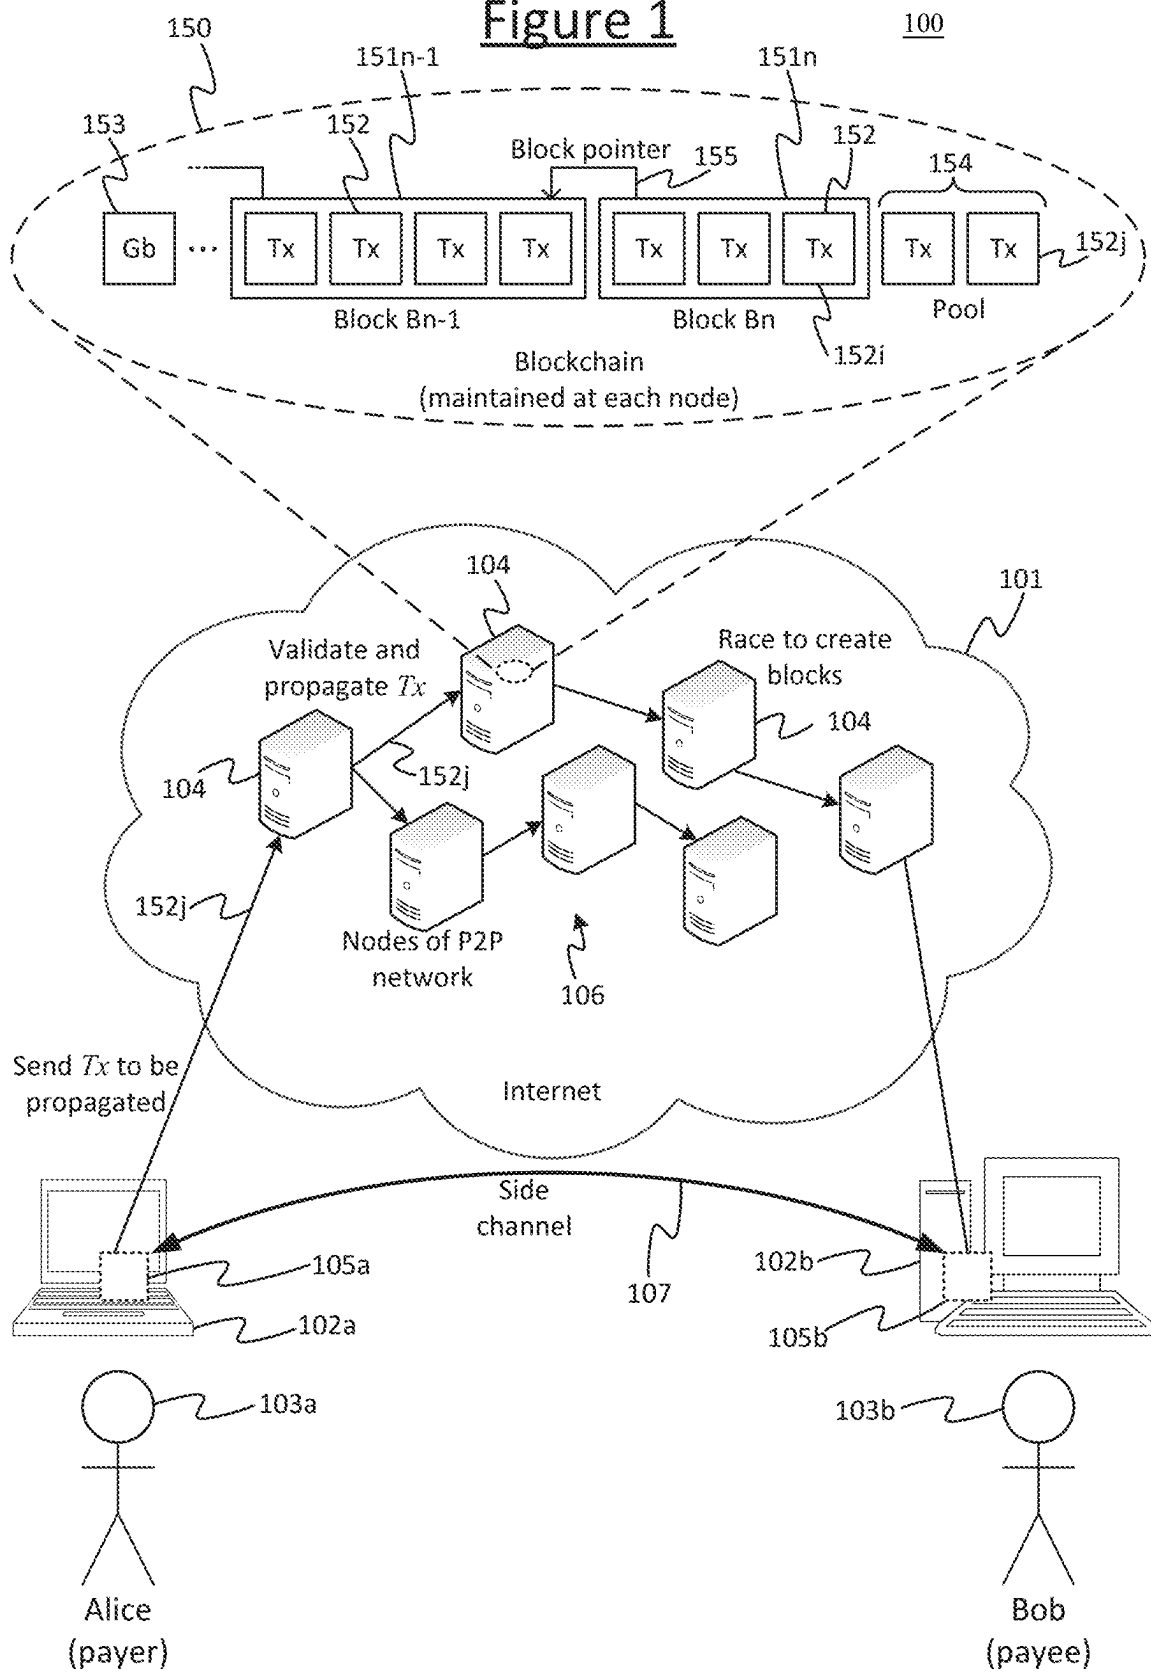 Figure 1
100
150
151n-1
151n
153
152
Block pointer
155
152
154
Gb
...
Tx
Tx
Tx
Tx
Tx
Tx
Tx
Tx
Tx
152j
Block Bn-1
Block Bn
Pool
152i
Blockchain
(maintained at each node)
104
101
Validate and
propagate Tx
Race to create
blocks
104
104
152j
152j
Nodes of P2P
network
106
Send Tx to be
propagated
Internet
Side
channel
105a
107
102b
102a
105b
103a
103b
Alice
(payer)
Bob
(payee)